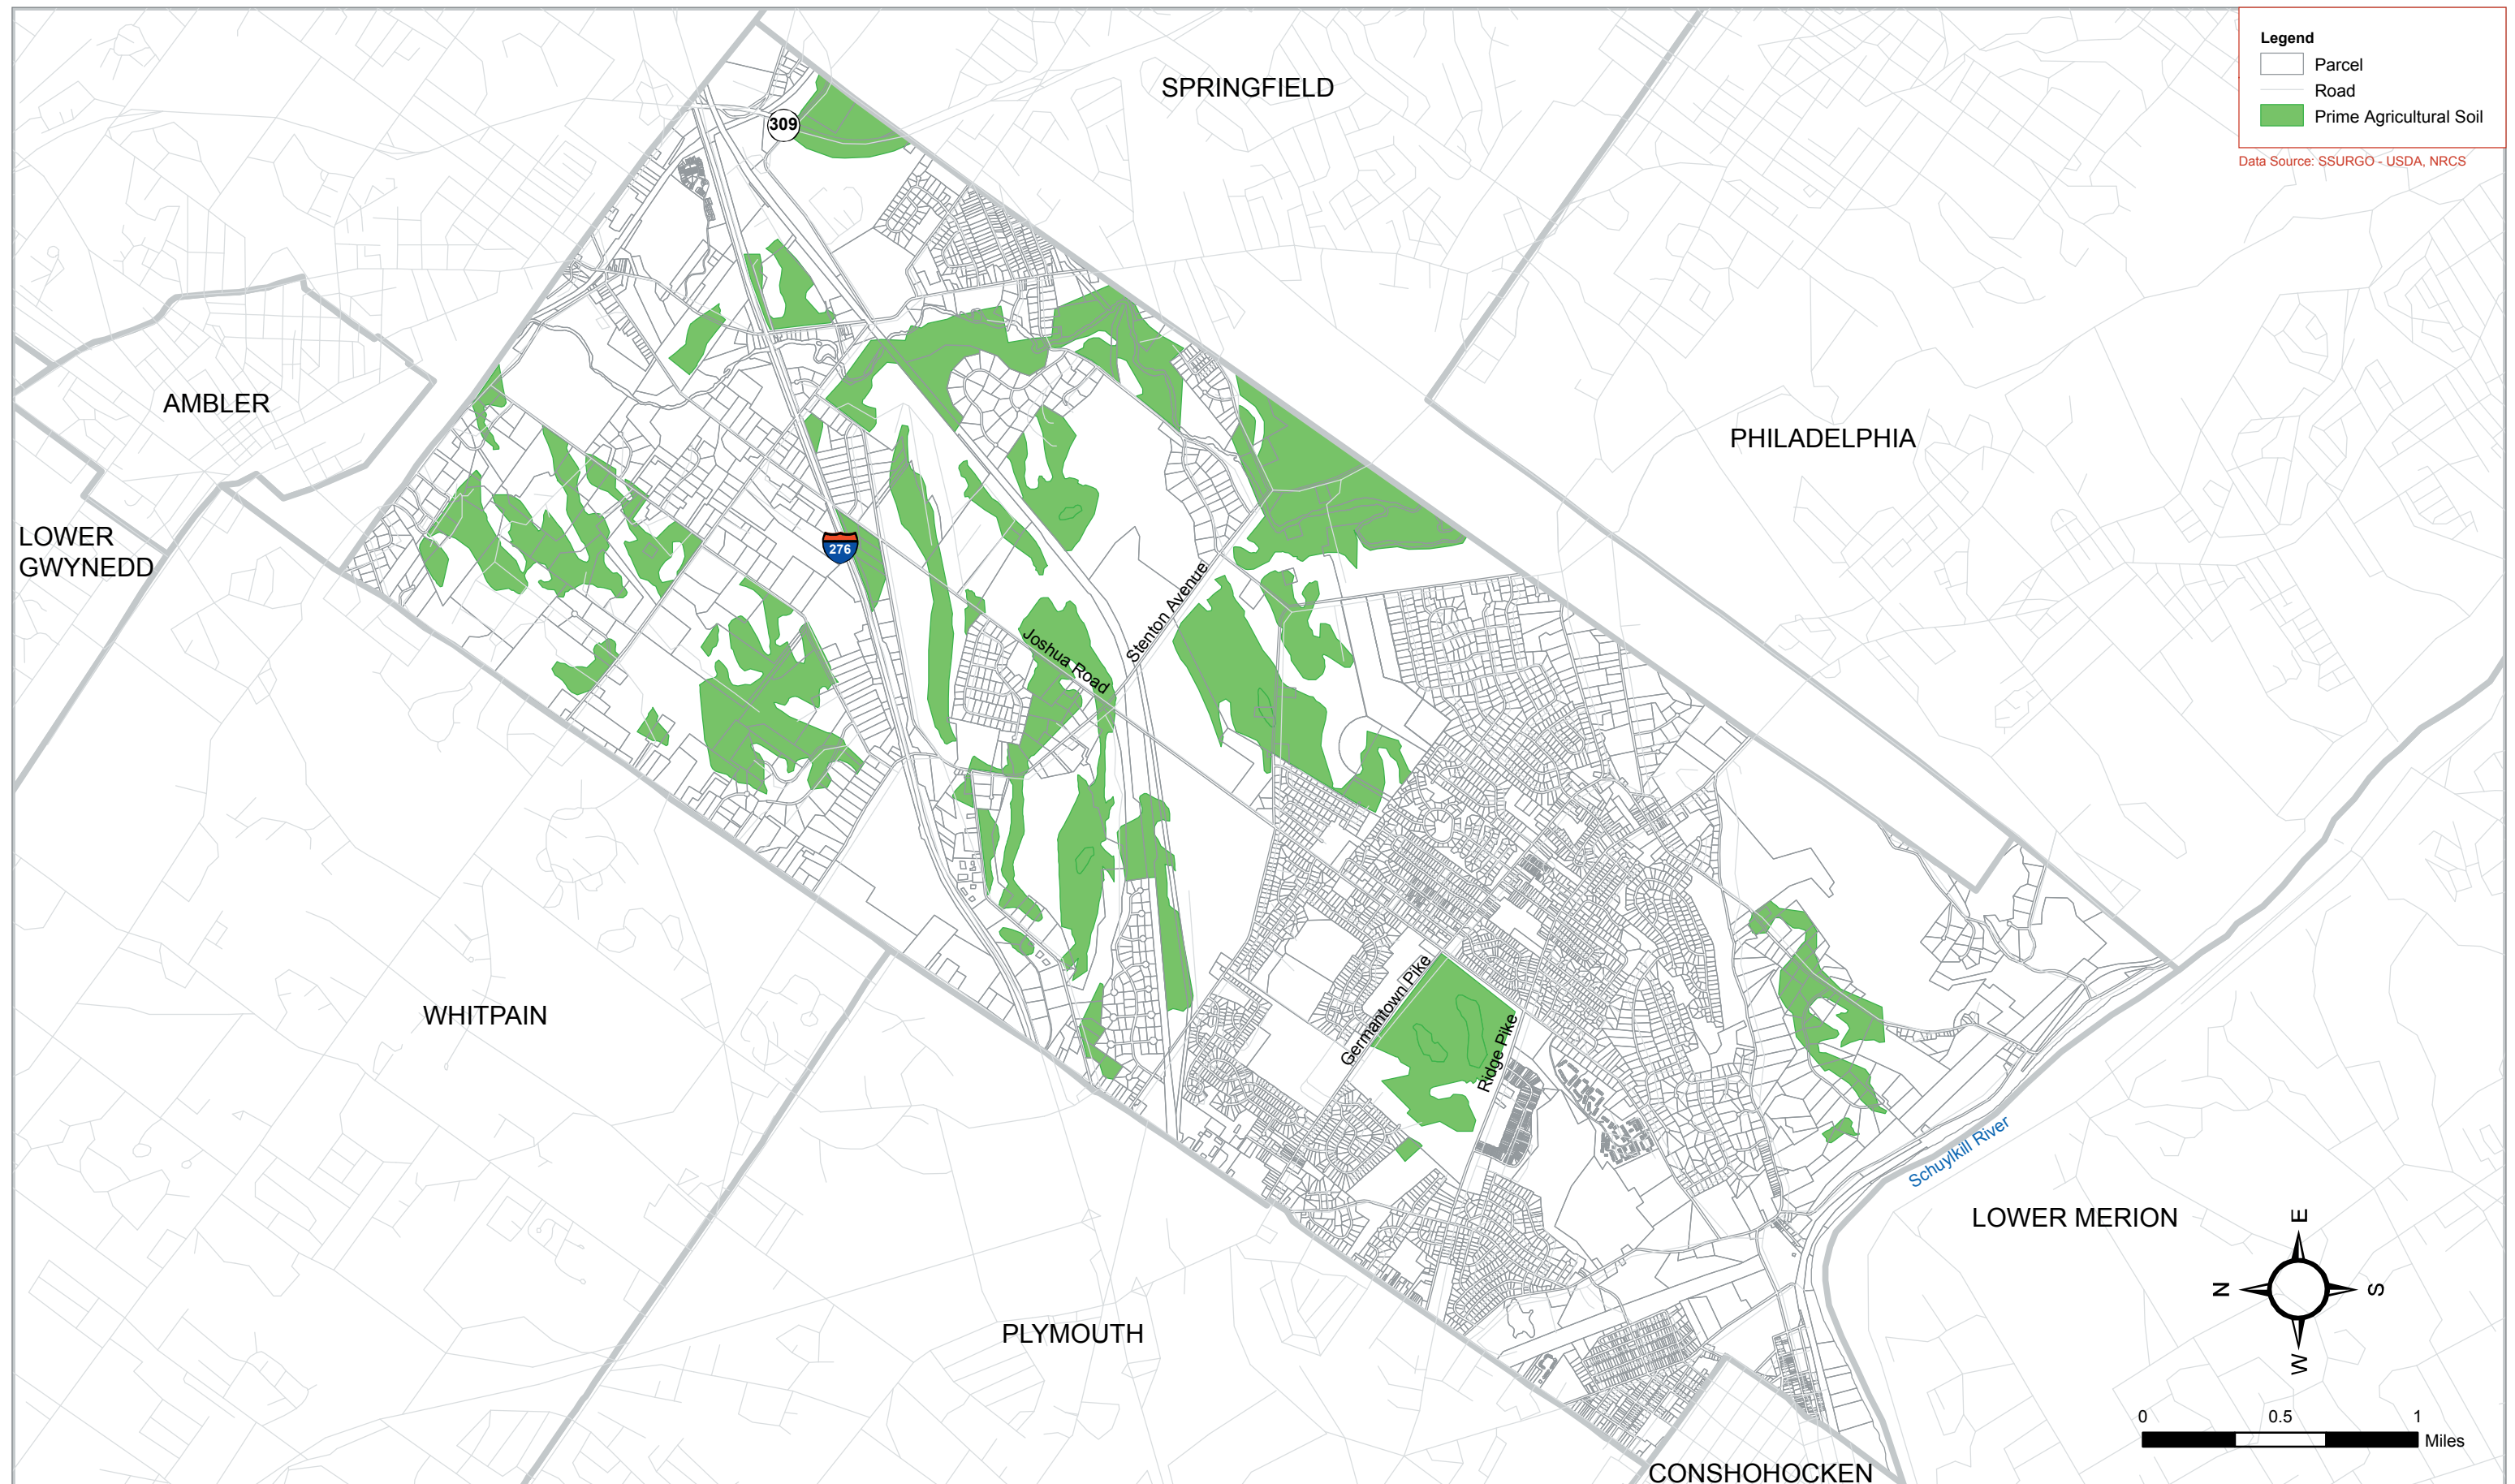 Legend
Parcel
Road
Prime Agricultural Soil
Data Source: SSURGO - USDA, NRCS
SPRINGFIELD
309
AMBLER
PHILADELPHIA
LOWER
GWYNEDD
276
Stenton Avenue
Joshua Road
WHITPAIN
Germantown Pike
Ridge Pike
Schuylkill River
LOWER MERION
E
N
S
W
PLYMOUTH
0 0.5 1
Miles
CONSHOHOCKEN